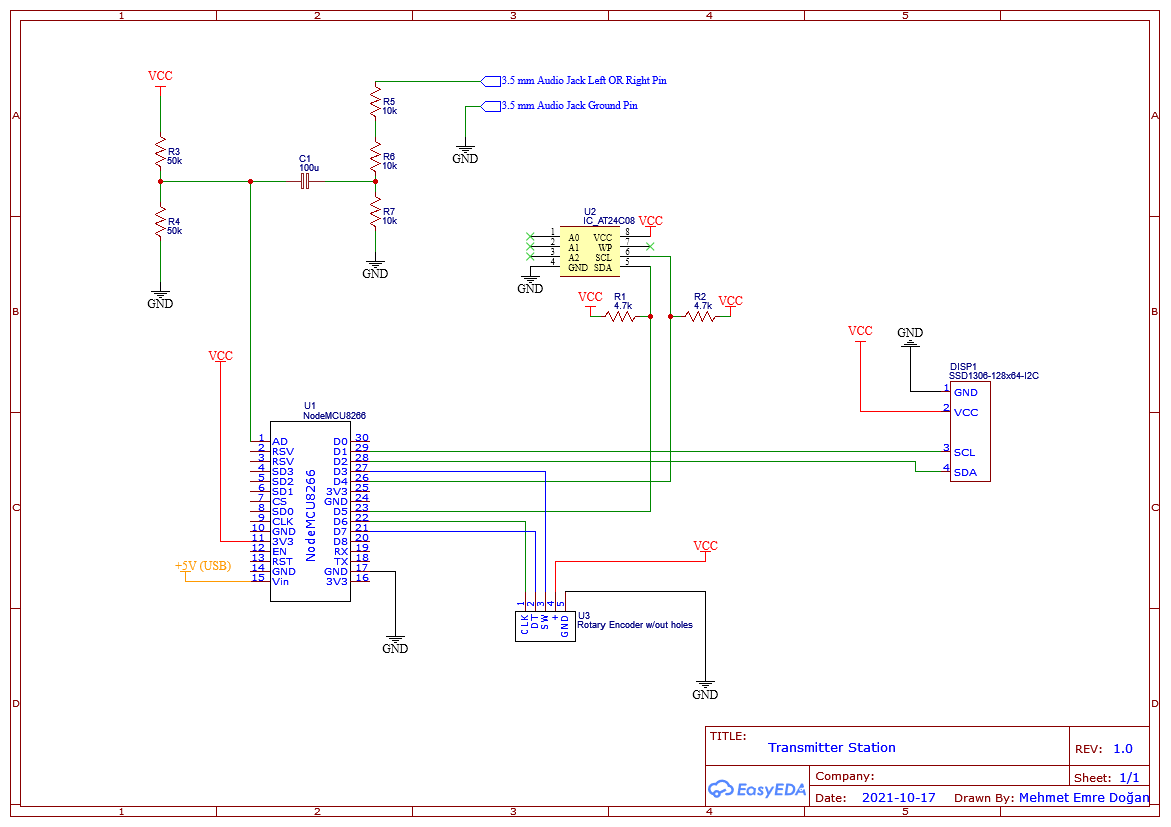 1 2 3 4 5
A A
B B
C C
D D
VCC
R3
50k
R4
50k
GND
C1
100u
R5
10k
R6
10k
R7
10k
GND
3.5 mm Audio Jack Left OR Right Pin
3.5 mm Audio Jack Ground Pin
GND
U2
IC_AT24C08
VCC
1 A0 VCC 8
2 A1 WP 7
3 A2 SCL 6
4 GND SDA 5
GND
VCC
R1
4.7k
R2
4.7k
VCC
VCC
GND
DISP1
SSD1306-128x64-I2C
1 GND
2 VCC
3 SCL
4 SDA
VCC
U1
NodeMCU8266
NodeMCU8266
1 AD D0 30
2 RSV D1 29
3 RSV D2 28
4 SD3 D3 27
5 SD2 D4 26
6 SD1 3V3 25
7 CS GND 24
8 SD0 D5 23
9 CLK D6 22
10 GND D7 21
11 3V3 D8 20
12 EN RX 19
13 RST TX 18
14 GND GND 17
15 Vin 3V3 16
+5V (USB)
GND
VCC
1 2 3 4 5
CLK DT SW + GND
U3
Rotary Encoder w/out holes
GND
TITLE:
Transmitter Station
REV: 1.0
EasyEDA
Company:
Sheet: 1/1
Date: 2021-10-17
Drawn By: Mehmet Emre Doğan
1 2 3 4 5